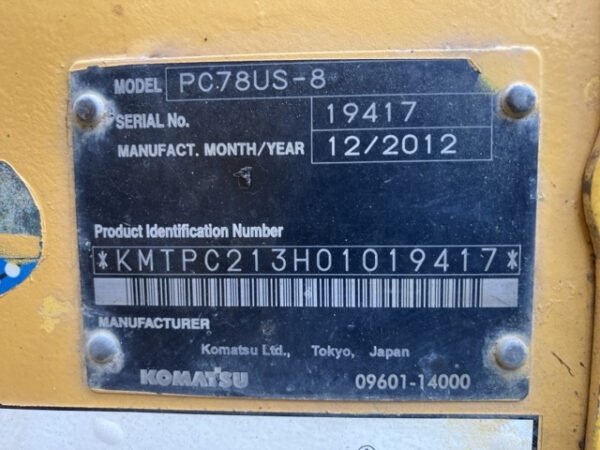 MODEL PC78US-8
SERIAL No. 19417
MANUFACT. MONTH/YEAR 12/2012
Product Identification Number
*KMTPC213H01019417*
MANUFACTURER
Komatsu Ltd., Tokyo, Japan
KOMATSU 09601-14000